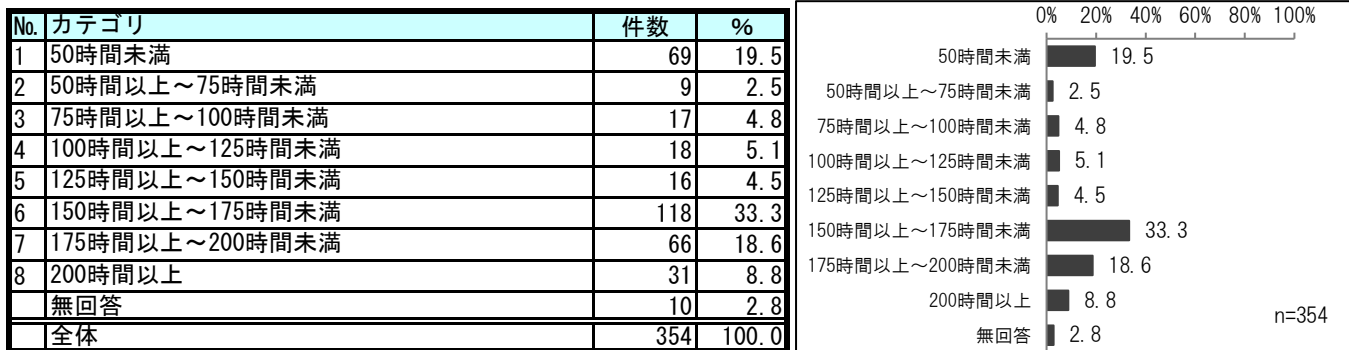 № カテゴリ 件数 %
1 50時間未満 69 19.5
2 50時間以上～75時間未満 9 2.5
3 75時間以上～100時間未満 17 4.8
4 100時間以上～125時間未満 18 5.1
5 125時間以上～150時間未満 16 4.5
6 150時間以上～175時間未満 118 33.3
7 175時間以上～200時間未満 66 18.6
8 200時間以上 31 8.8
無回答 10 2.8
全体 354 100.0
0% 20% 40% 60% 80% 100%
50時間未満 19.5
50時間以上～75時間未満 2.5
75時間以上～100時間未満 4.8
100時間以上～125時間未満 5.1
125時間以上～150時間未満 4.5
150時間以上～175時間未満 33.3
175時間以上～200時間未満 18.6
200時間以上 8.8
n=354
無回答 2.8